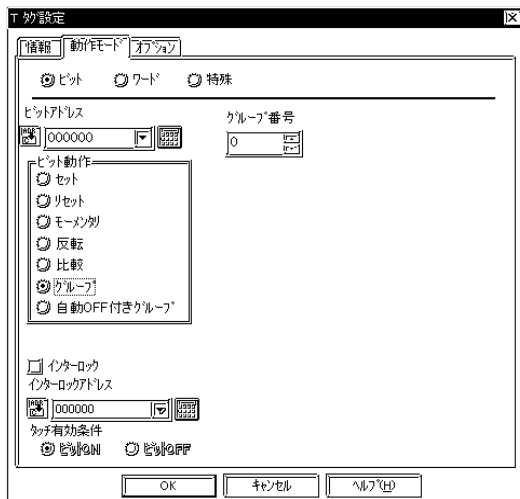 T ﾀｸﾞ設定
情報 動作ﾓｰﾄﾞ ｵﾌﾟｼｮﾝ
ﾋﾞｯﾄ ﾜｰﾄﾞ 特殊
ﾋﾞｯﾄｱﾄﾞﾚｽ ｸﾞﾙｰﾌﾟ番号
000000 0
ﾋﾞｯﾄ動作
ｾｯﾄ
ﾘｾｯﾄ
ﾓｰﾒﾝﾀﾘ
反転
比較
ｸﾞﾙｰﾌﾟ
自動OFF付きｸﾞﾙｰﾌﾟ
ｲﾝﾀｰﾛｯｸ
ｲﾝﾀｰﾛｯｸｱﾄﾞﾚｽ
000000
ﾀｯﾁ有効条件
ﾋﾞｯﾄON ﾋﾞｯﾄOFF
OK ｷｬﾝｾﾙ ﾍﾙﾌﾟ(H)